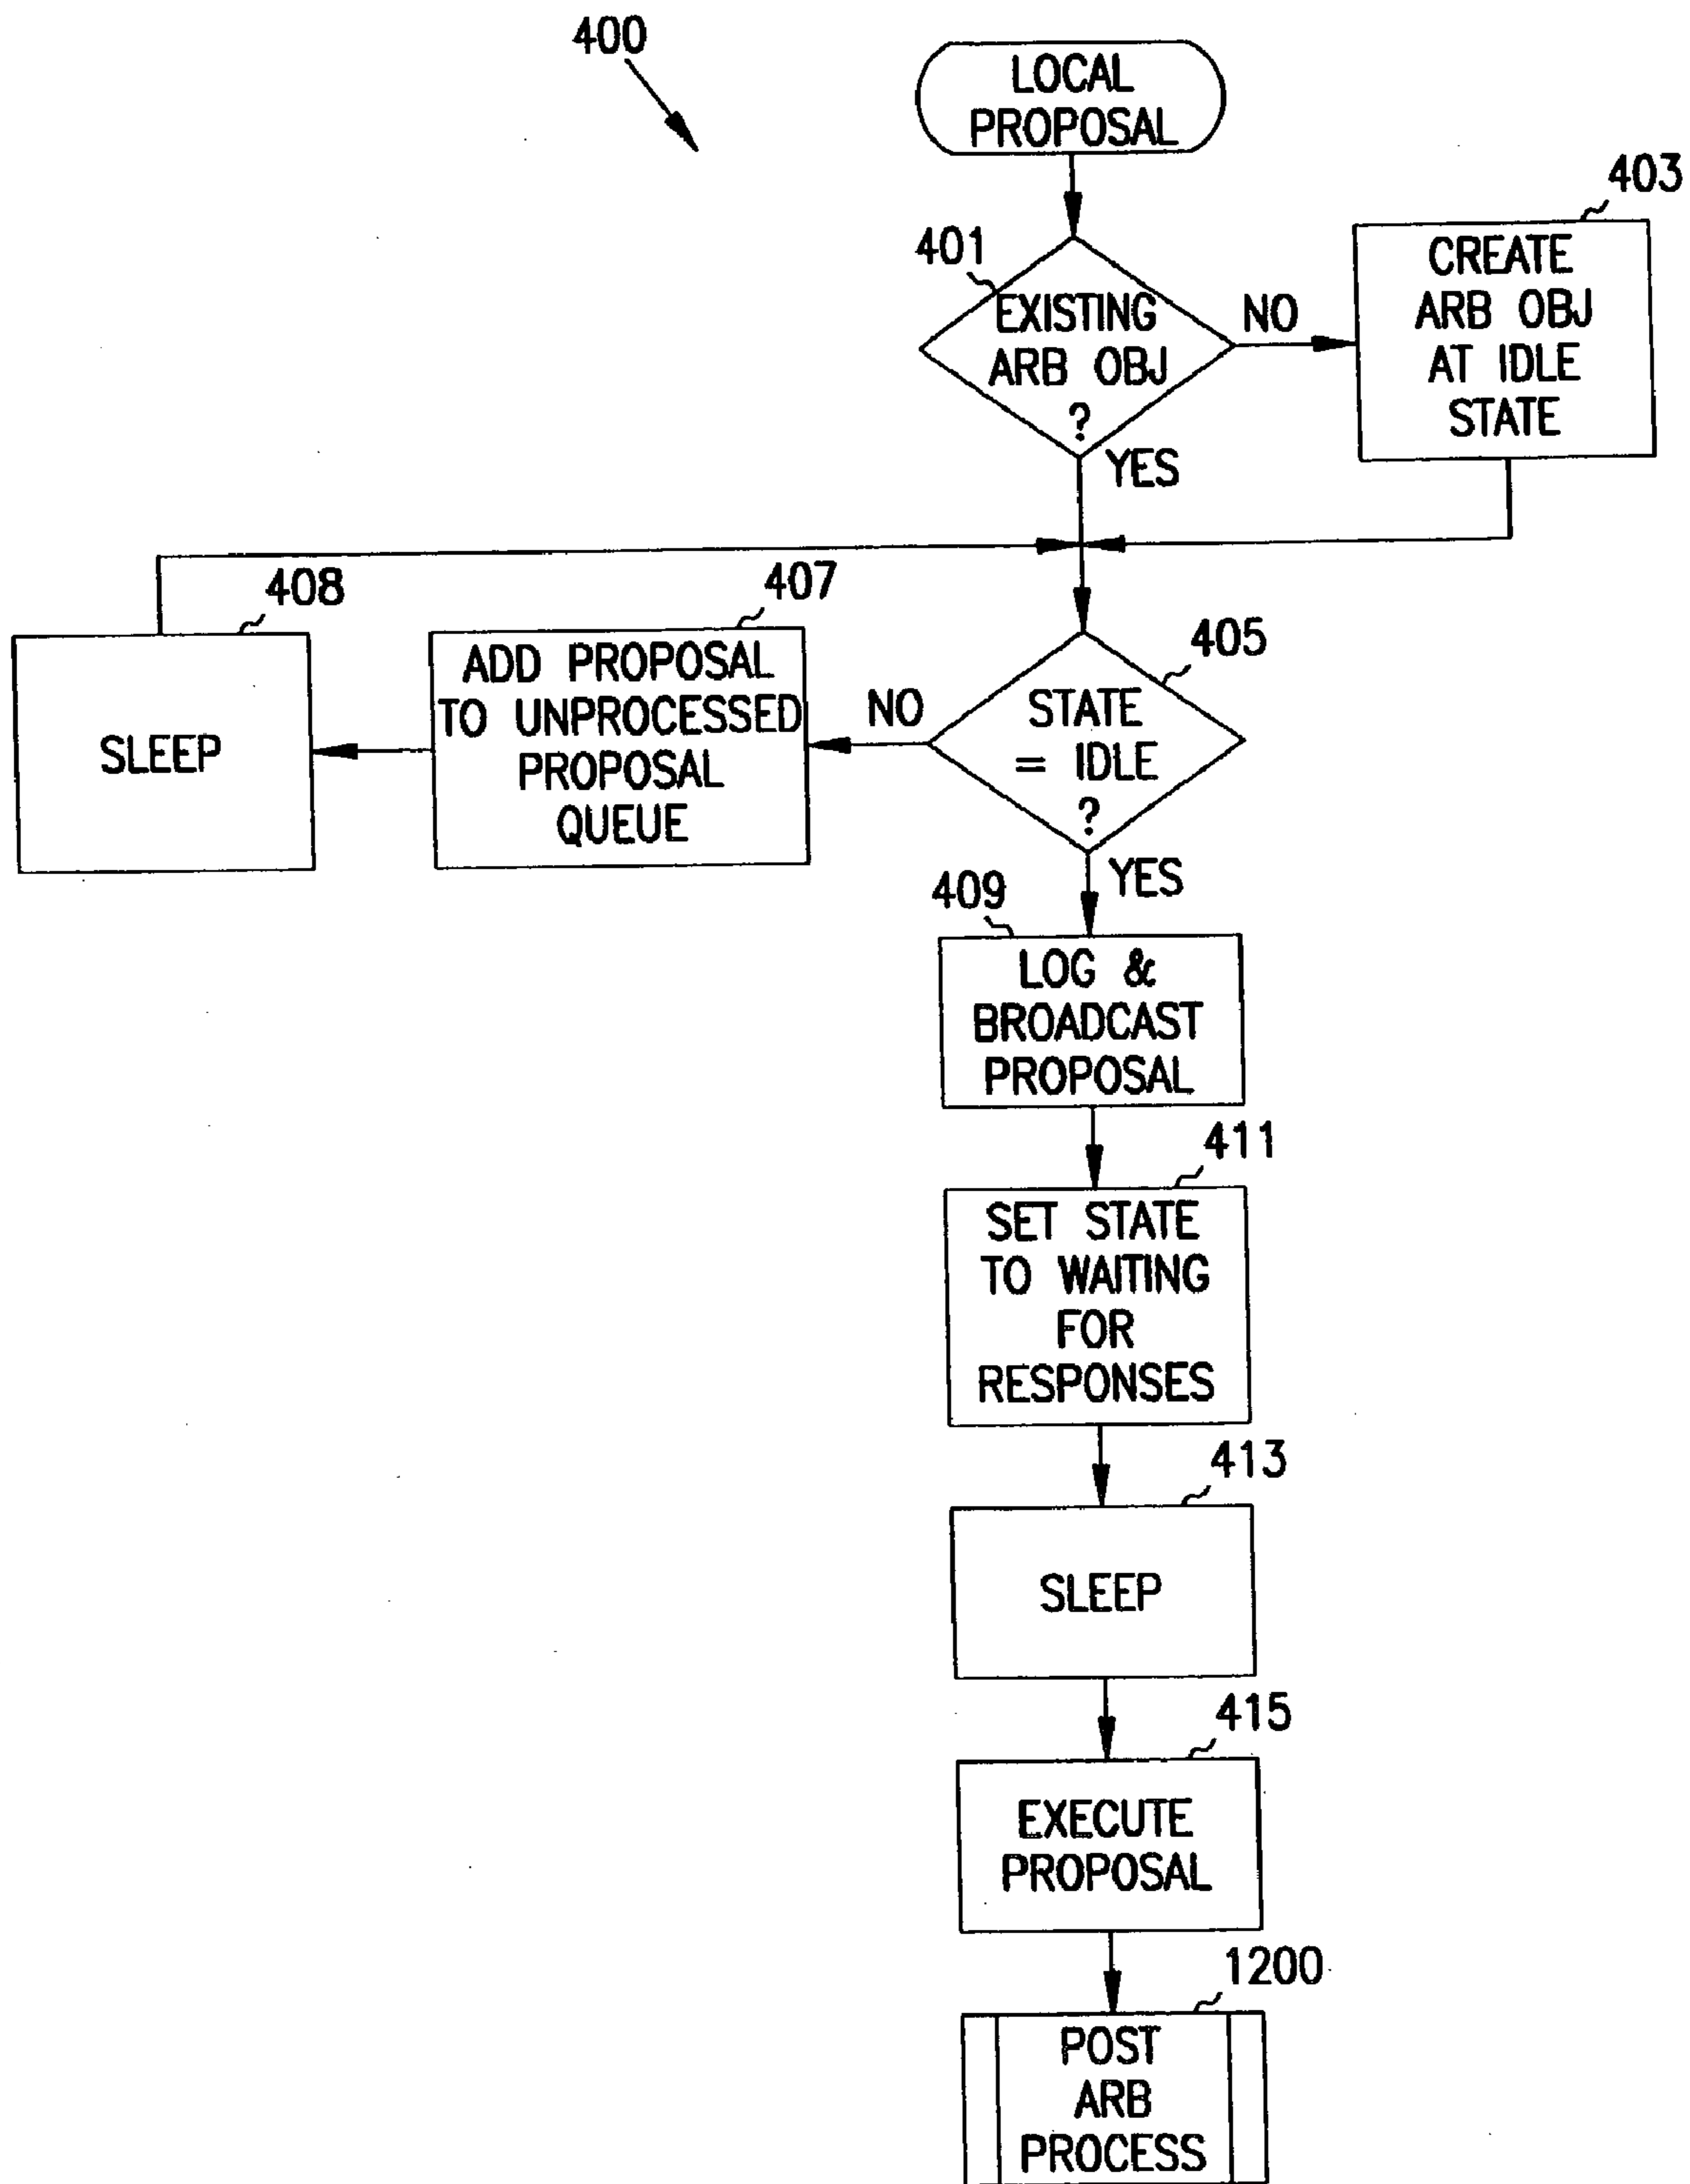 400
LOCAL
PROPOSAL
403
401
EXISTING
ARB OBJ
?
NO
CREATE
ARB OBJ
AT IDLE
STATE
YES
408
407
405
SLEEP
ADD PROPOSAL
TO UNPROCESSED
PROPOSAL
QUEUE
NO
STATE
= IDLE
?
YES
409
LOG &
BROADCAST
PROPOSAL
411
SET STATE
TO WAITING
FOR
RESPONSES
413
SLEEP
415
EXECUTE
PROPOSAL
1200
POST
ARB
PROCESS